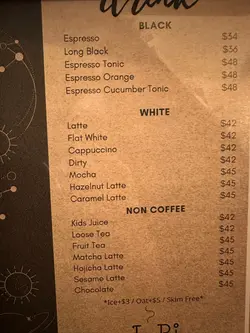 Drink
BLACK
Espresso $34
Long Black $36
Espresso Tonic $48
Espresso Orange $48
Espresso Cucumber Tonic $48
WHITE
Latte $42
Flat White $42
Cappuccino $42
Dirty $42
Mocha $45
Hazelnut Latte $45
Caramel Latte $45
NON COFFEE
Kids Juice $42
Loose Tea $42
Fruit Tea $45
Matcha Latte $45
Hojicha Latte $45
Sesame Latte $45
Chocolate $45
*Ice+$3 / Oat+$5 / Skim Free*